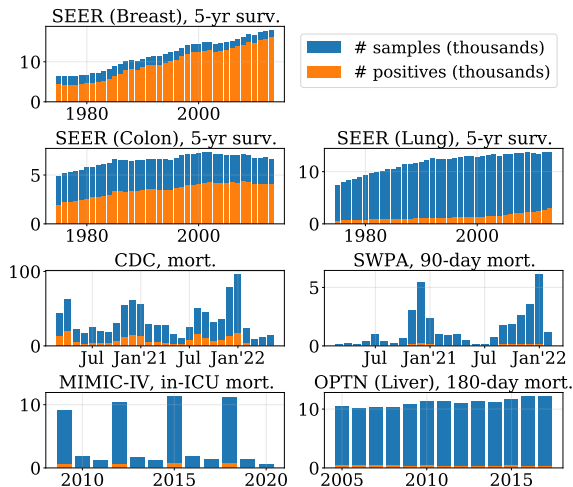 SEER (Breast), 5-yr surv.
# samples (thousands)
# positives (thousands)
10
0
1980 2000
SEER (Colon), 5-yr surv.
SEER (Lung), 5-yr surv.
5
0
1980 2000
10
0
1980 2000
CDC, mort.
SWPA, 90-day mort.
100
0
Jul Jan'21 Jul Jan'22
5
0
Jul Jan'21 Jul Jan'22
MIMIC-IV, in-ICU mort.
OPTN (Liver), 180-day mort.
10
0
2010 2015 2020
10
0
2005 2010 2015